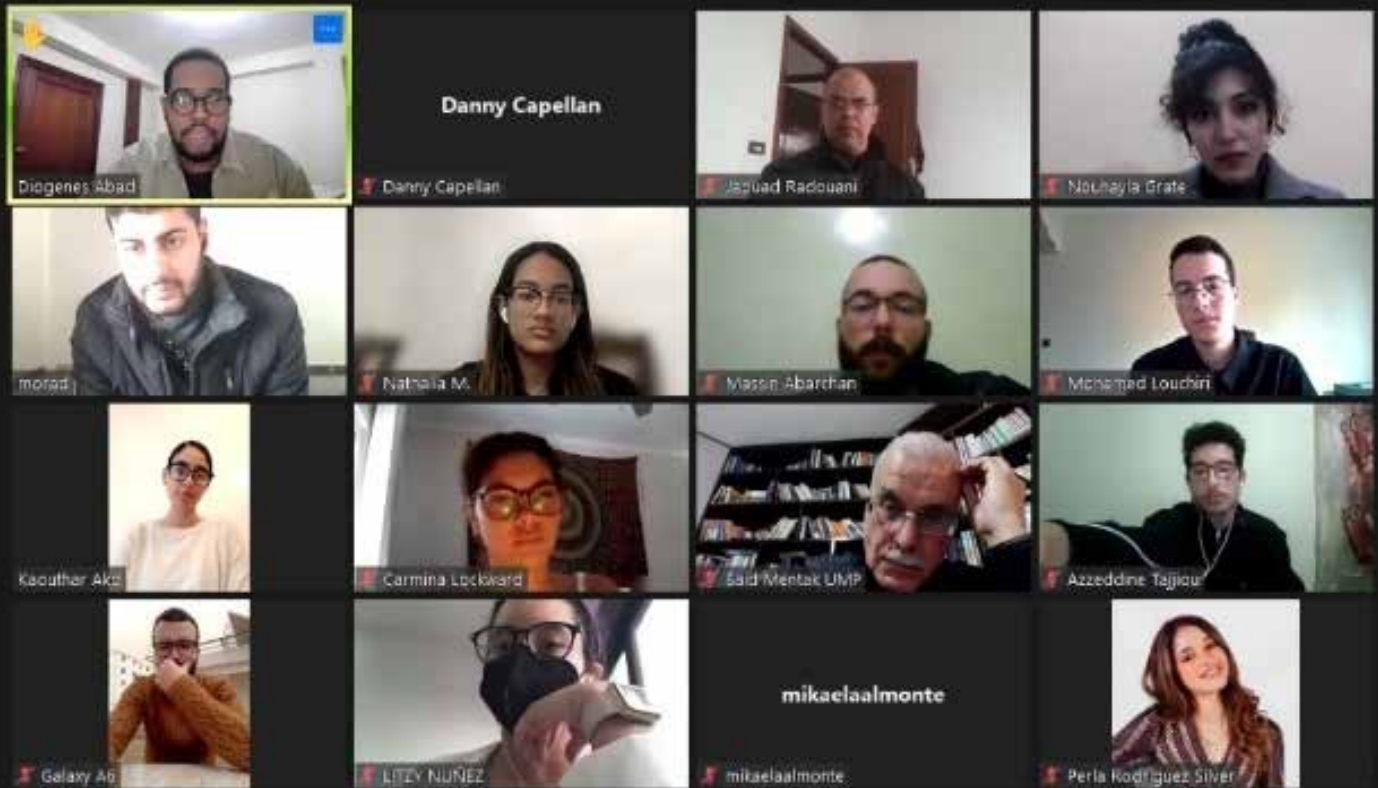 Diogenes Abad
Danny Capellan
Danny Capellan
Jaouad Radouani
Nouhayla Grate
morad
Nathalia M.
Massin Abarchan
Mohamed Louchiri
Kaouthar
Carmina Lockward
Said Mentak UMP
Azzeddine Tajjiou
Galaxy A6
LITZY NUÑEZ
mikaelaalmonte
mikaelaalmonte
Perla Rodriguez Silver